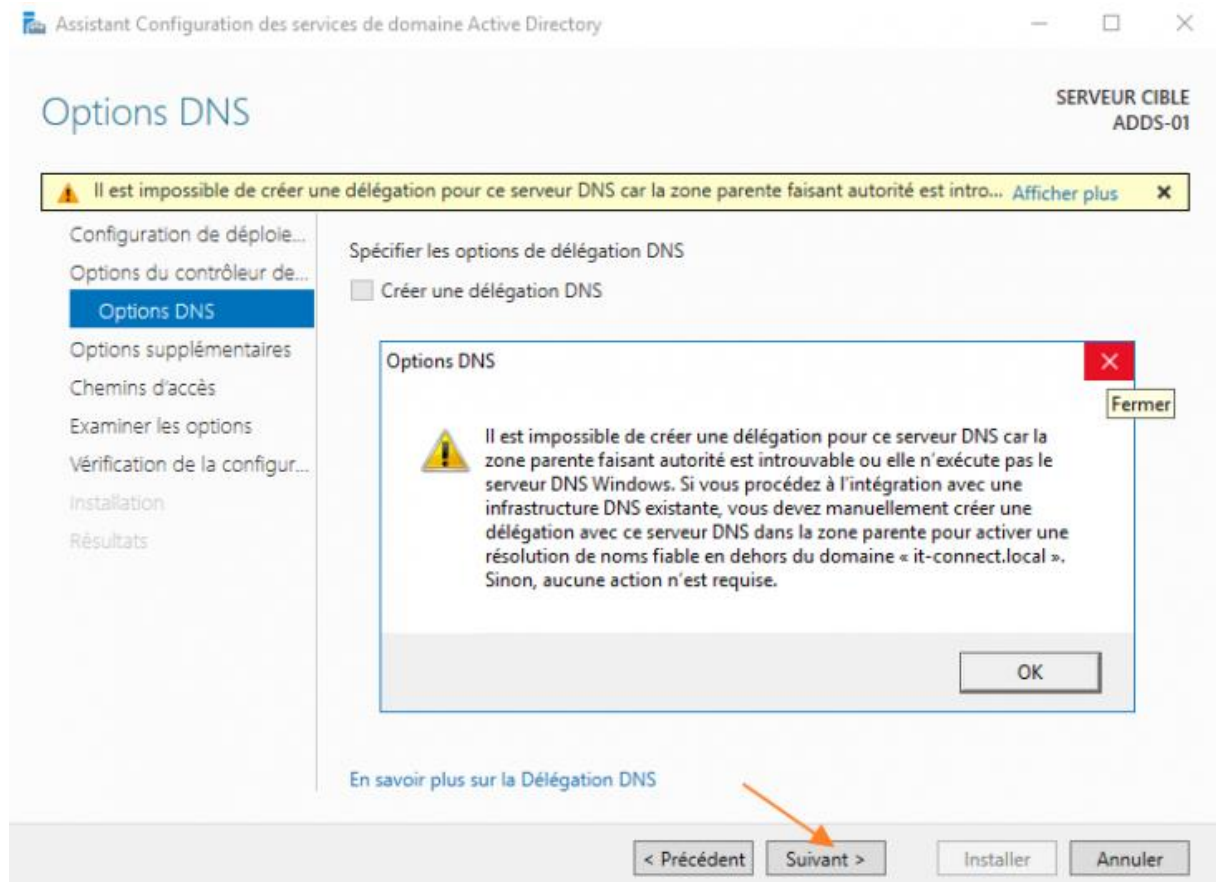 Assistant Configuration des services de domaine Active Directory
Options DNS
SERVEUR CIBLE
ADDS-01
Il est impossible de créer une délégation pour ce serveur DNS car la zone parente faisant autorité est intro... Afficher plus
Configuration de déploie...
Options du contrôleur de...
Options DNS
Options supplémentaires
Chemins d'accès
Examiner les options
Vérification de la configur...
Installation
Résultats
Spécifier les options de délégation DNS
Créer une délégation DNS
Options DNS
Fermer
Il est impossible de créer une délégation pour ce serveur DNS car la
zone parente faisant autorité est introuvable ou elle n'exécute pas le
serveur DNS Windows. Si vous procédez à l'intégration avec une
infrastructure DNS existante, vous devez manuellement créer une
délégation avec ce serveur DNS dans la zone parente pour activer une
résolution de noms fiable en dehors du domaine « it-connect.local ».
Sinon, aucune action n'est requise.
OK
En savoir plus sur la Délégation DNS
< Précédent Suivant > Installer Annuler